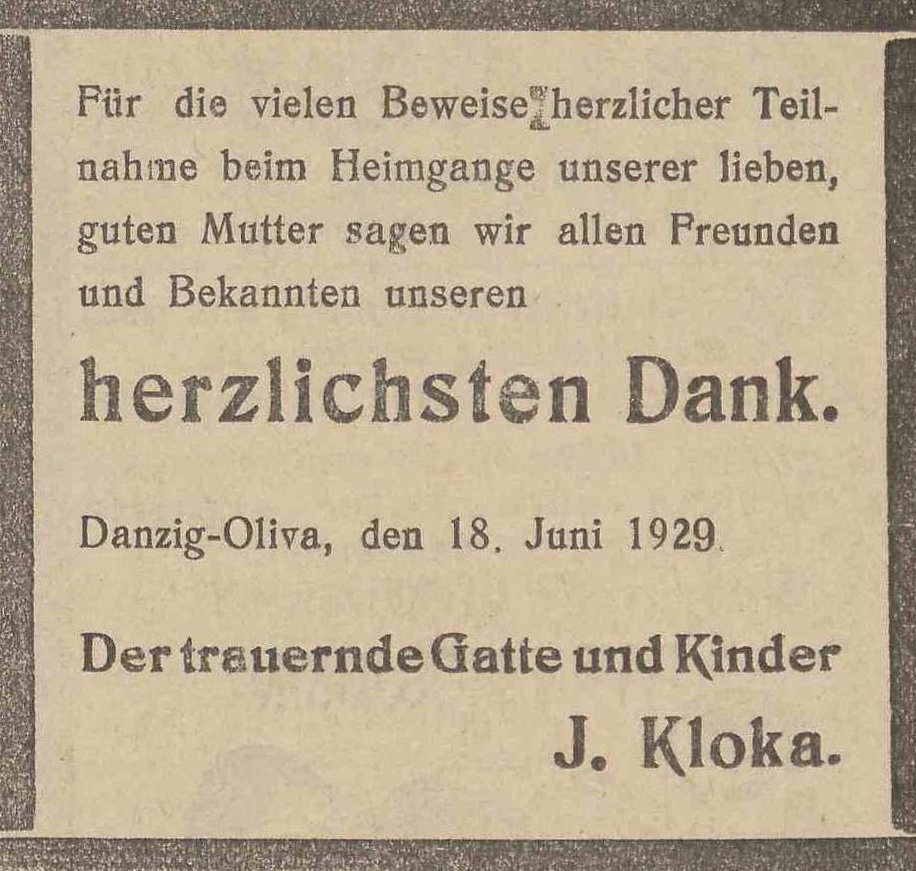 Für die vielen Beweise herzlicher Teil-
nahme beim Heimgange unserer lieben,
guten Mutter sagen wir allen Freunden
und Bekannten unseren
herzlichsten Dank.
Danzig-Oliva, den 18. Juni 1929.
Der trauernde Gatte und Kinder
J. Kloka.